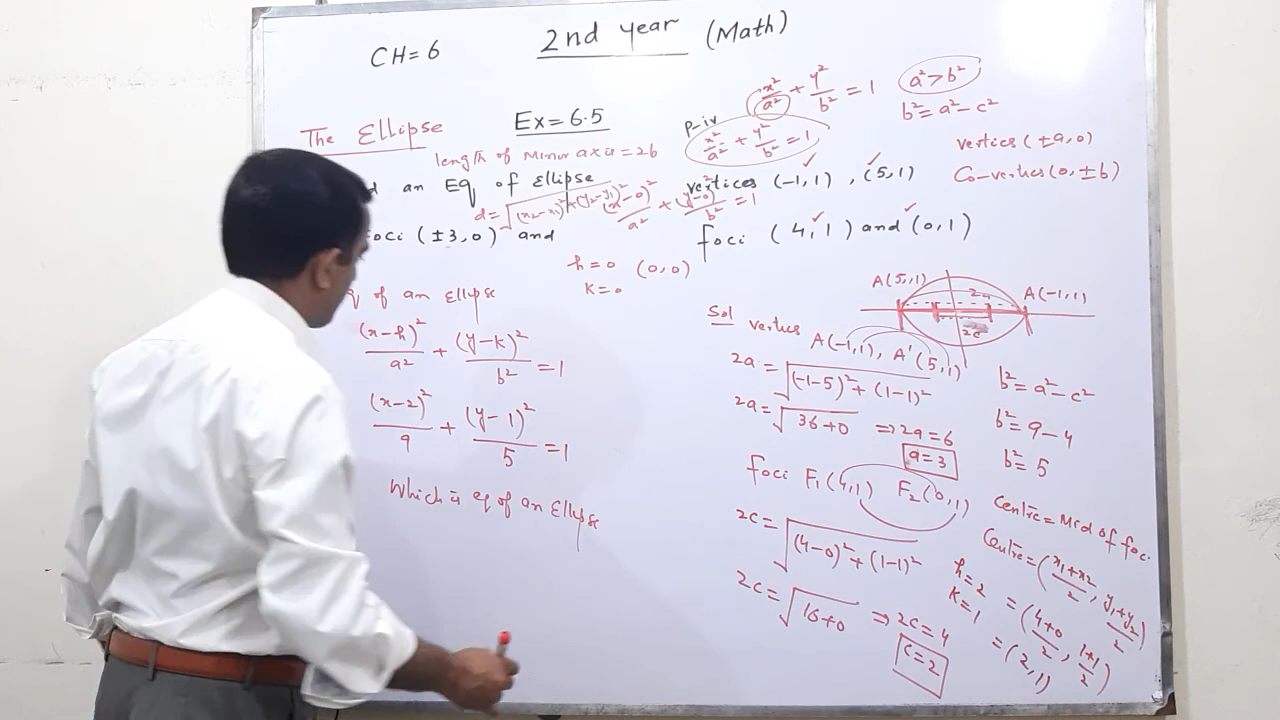 CH=6
2nd year (Math)
The Ellipse
Ex=6.5
P-iv
x²/a² + y²/b² = 1
a² > b²
b² = a² - c²
x²/a² + y²/b² = 1
length of Minor axis = 2b
vertices (±a, 0)
Co-vertices (0, ±b)
an Eq of Ellipse
vertices (-1,1) , (5,1)
d = √(x₂-x₁)² + (y₂-y₁)²
(x-0)²/a² + (y-0)²/b² = 1
foci (±3,0) and
foci (4,1) and (0,1)
h=0 (0,0)
k=0
of an ellipse
(x-h)²/a² + (y-k)²/b² = 1
(x-2)²/9 + (y-1)²/5 = 1
Which is eq of an Ellipse
A(5,1)
A(-1,1)
2a
2c
Sol vertices A(-1,1), A'(5,1)
2a = √(-1-5)² + (1-1)²
2a = √36+0 ⇒ 2a = 6
a=3
foci F₁(4,1) F₂(0,1)
2c = √(4-0)² + (1-1)²
2c = √16+0 ⇒ 2c = 4
c=2
b² = a² - c²
b² = 9 - 4
b² = 5
Centre = Mid of foci
Centre = (x₁+x₂/2, y₁+y₂/2)
= (4+0/2, 1+1/2)
= (2,1)
h=2
k=1